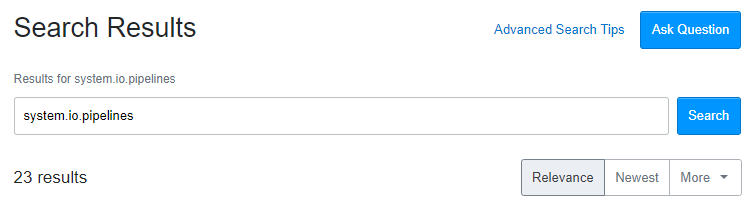 Search Results
Advanced Search Tips
Ask Question
Results for system.io.pipelines
system.io.pipelines
Search
23 results
Relevance
Newest
More